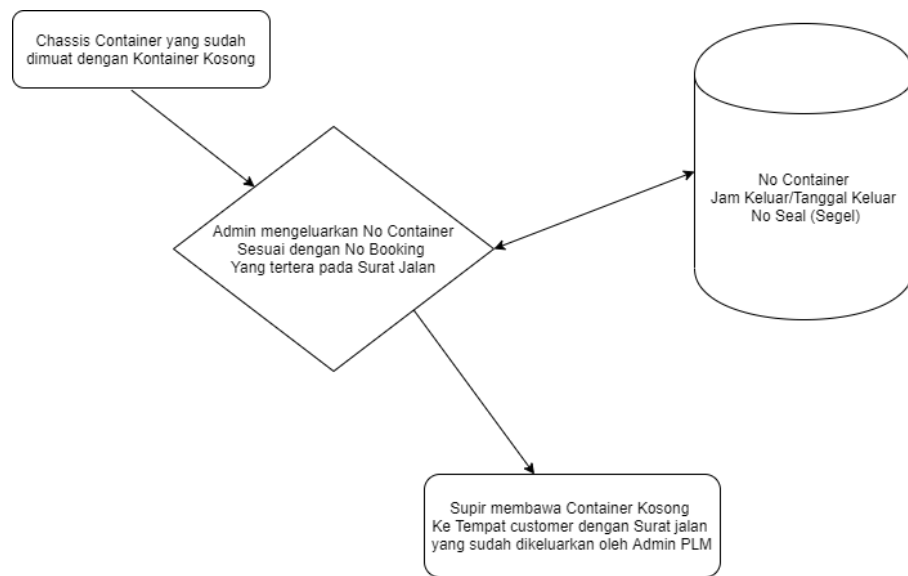 Chassis Container yang sudah
dimuat dengan Kontainer Kosong
Admin mengeluarkan No Container
Sesuai dengan No Booking
Yang tertera pada Surat Jalan
No Container
Jam Keluar/Tanggal Keluar
No Seal (Segel)
Supir membawa Container Kosong
Ke Tempat customer dengan Surat jalan
yang sudah dikeluarkan oleh Admin PLM